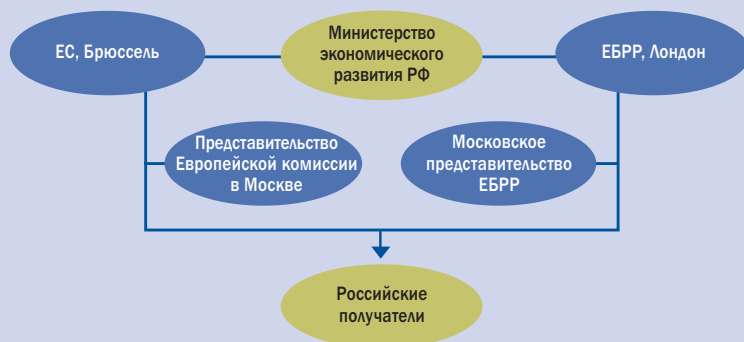 ЕС, Брюссель
Министерство
экономического
развития РФ
ЕБРР, Лондон
Представительство
Европейской комиссии
в Москве
Московское
представительство
ЕБРР
Российские
получатели